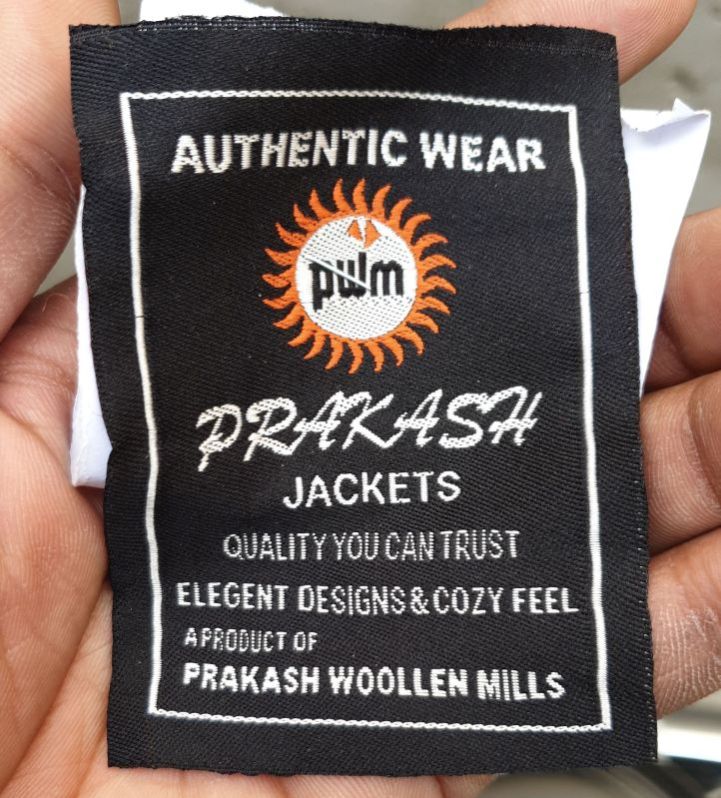 AUTHENTIC WEAR
pwm
PRAKASH
JACKETS
QUALITY YOU CAN TRUST
ELEGENT DESIGNS & COZY FEEL
A PRODUCT OF
PRAKASH WOOLLEN MILLS